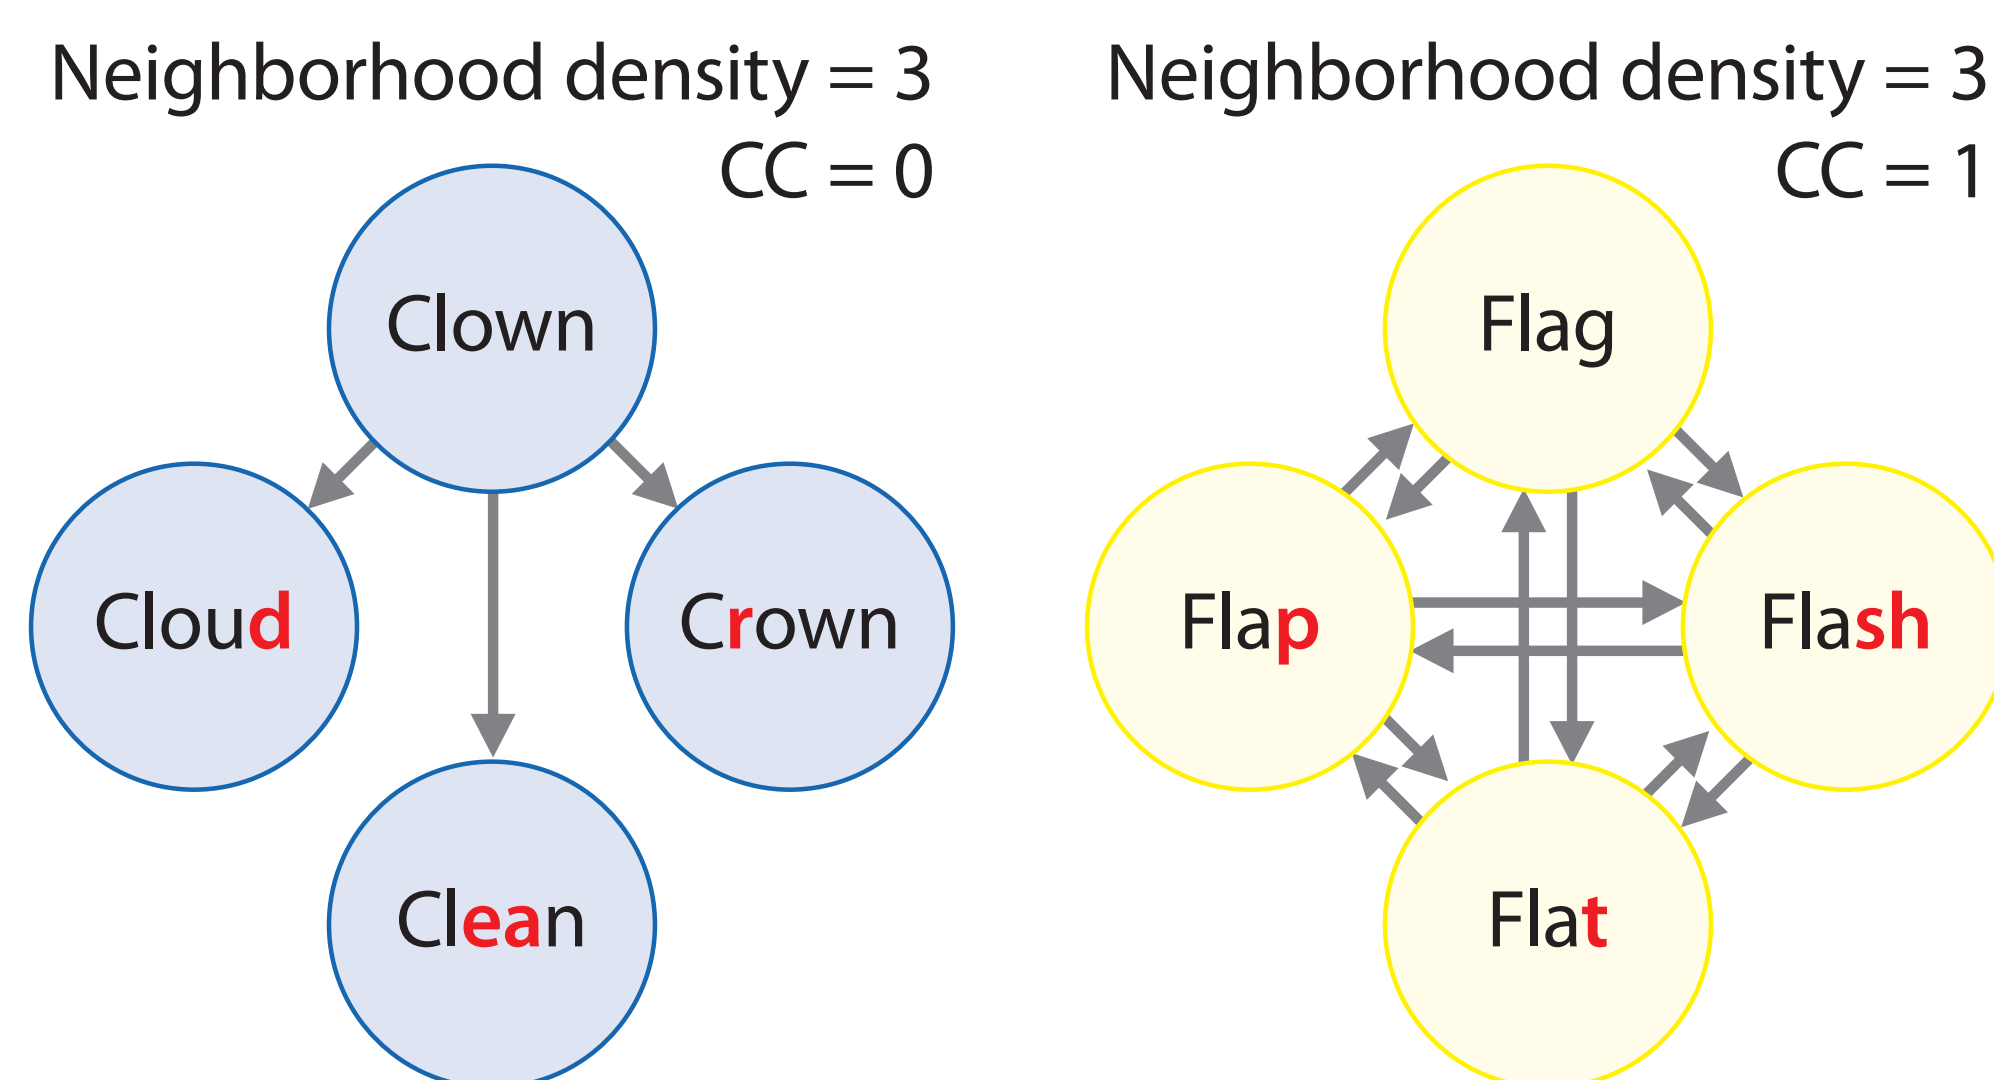 Neighborhood density = 3
CC = 0
Clown
Cloud
Crown
Clean
Neighborhood density = 3
CC = 1
Flag
Flap
Flash
Flat